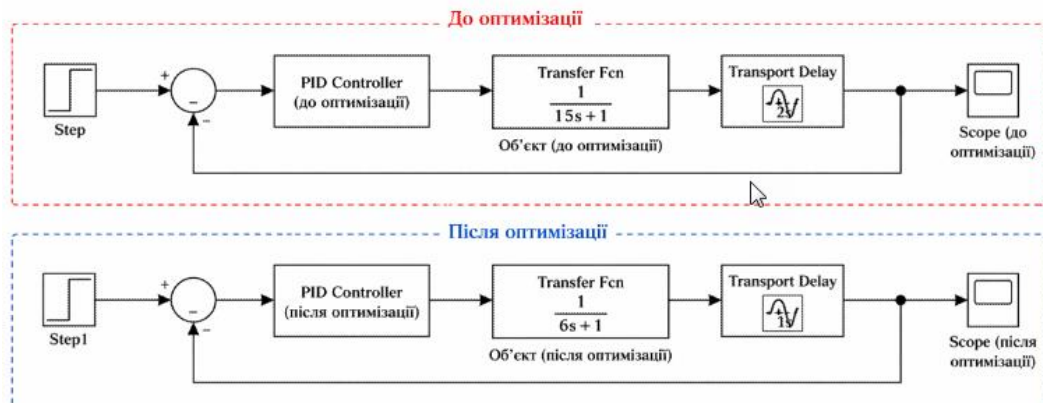 До оптимізації
Step
+
−
−
PID Controller
(до оптимізації)
Transfer Fcn
1
15s + 1
Об'єкт (до оптимізації)
Transport Delay
2s
Scope (до
оптимізації)
Після оптимізації
Step1
+
−
−
PID Controller
(після оптимізації)
Transfer Fcn
1
6s + 1
Об'єкт (після оптимізації)
Transport Delay
1s
Scope (після
оптимізації)